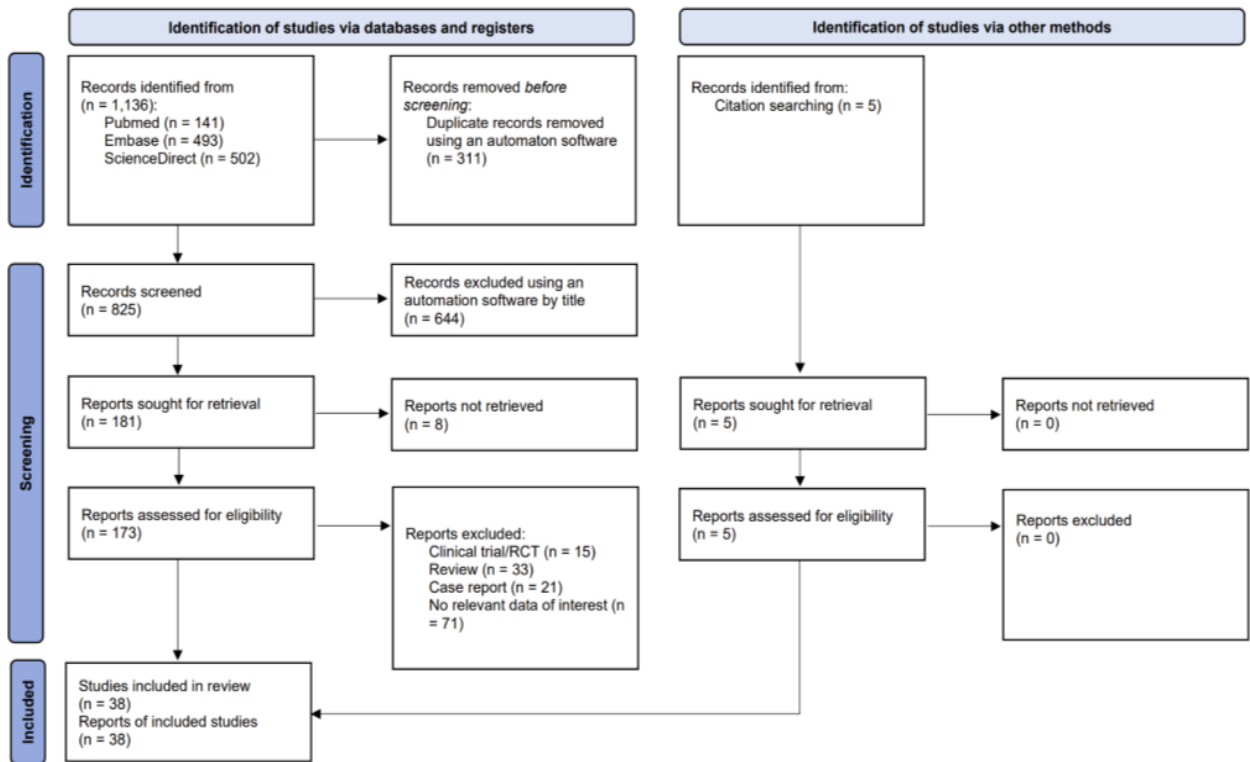 Identification of studies via databases and registers
Identification of studies via other methods
Identification
Records identified from
(n = 1,136):
Pubmed (n = 141)
Embase (n = 493)
ScienceDirect (n = 502)
Records removed before
screening:
Duplicate records removed
using an automaton software
(n = 311)
Records identified from:
Citation searching (n = 5)
Screening
Records screened
(n = 825)
Records excluded using an
automation software by title
(n = 644)
Reports sought for retrieval
(n = 181)
Reports not retrieved
(n = 8)
Reports sought for retrieval
(n = 5)
Reports not retrieved
(n = 0)
Reports assessed for eligibility
(n = 173)
Reports excluded:
Clinical trial/RCT (n = 15)
Review (n = 33)
Case report (n = 21)
No relevant data of interest (n
= 71)
Reports assessed for eligibility
(n = 5)
Reports excluded
(n = 0)
Included
Studies included in review
(n = 38)
Reports of included studies
(n = 38)